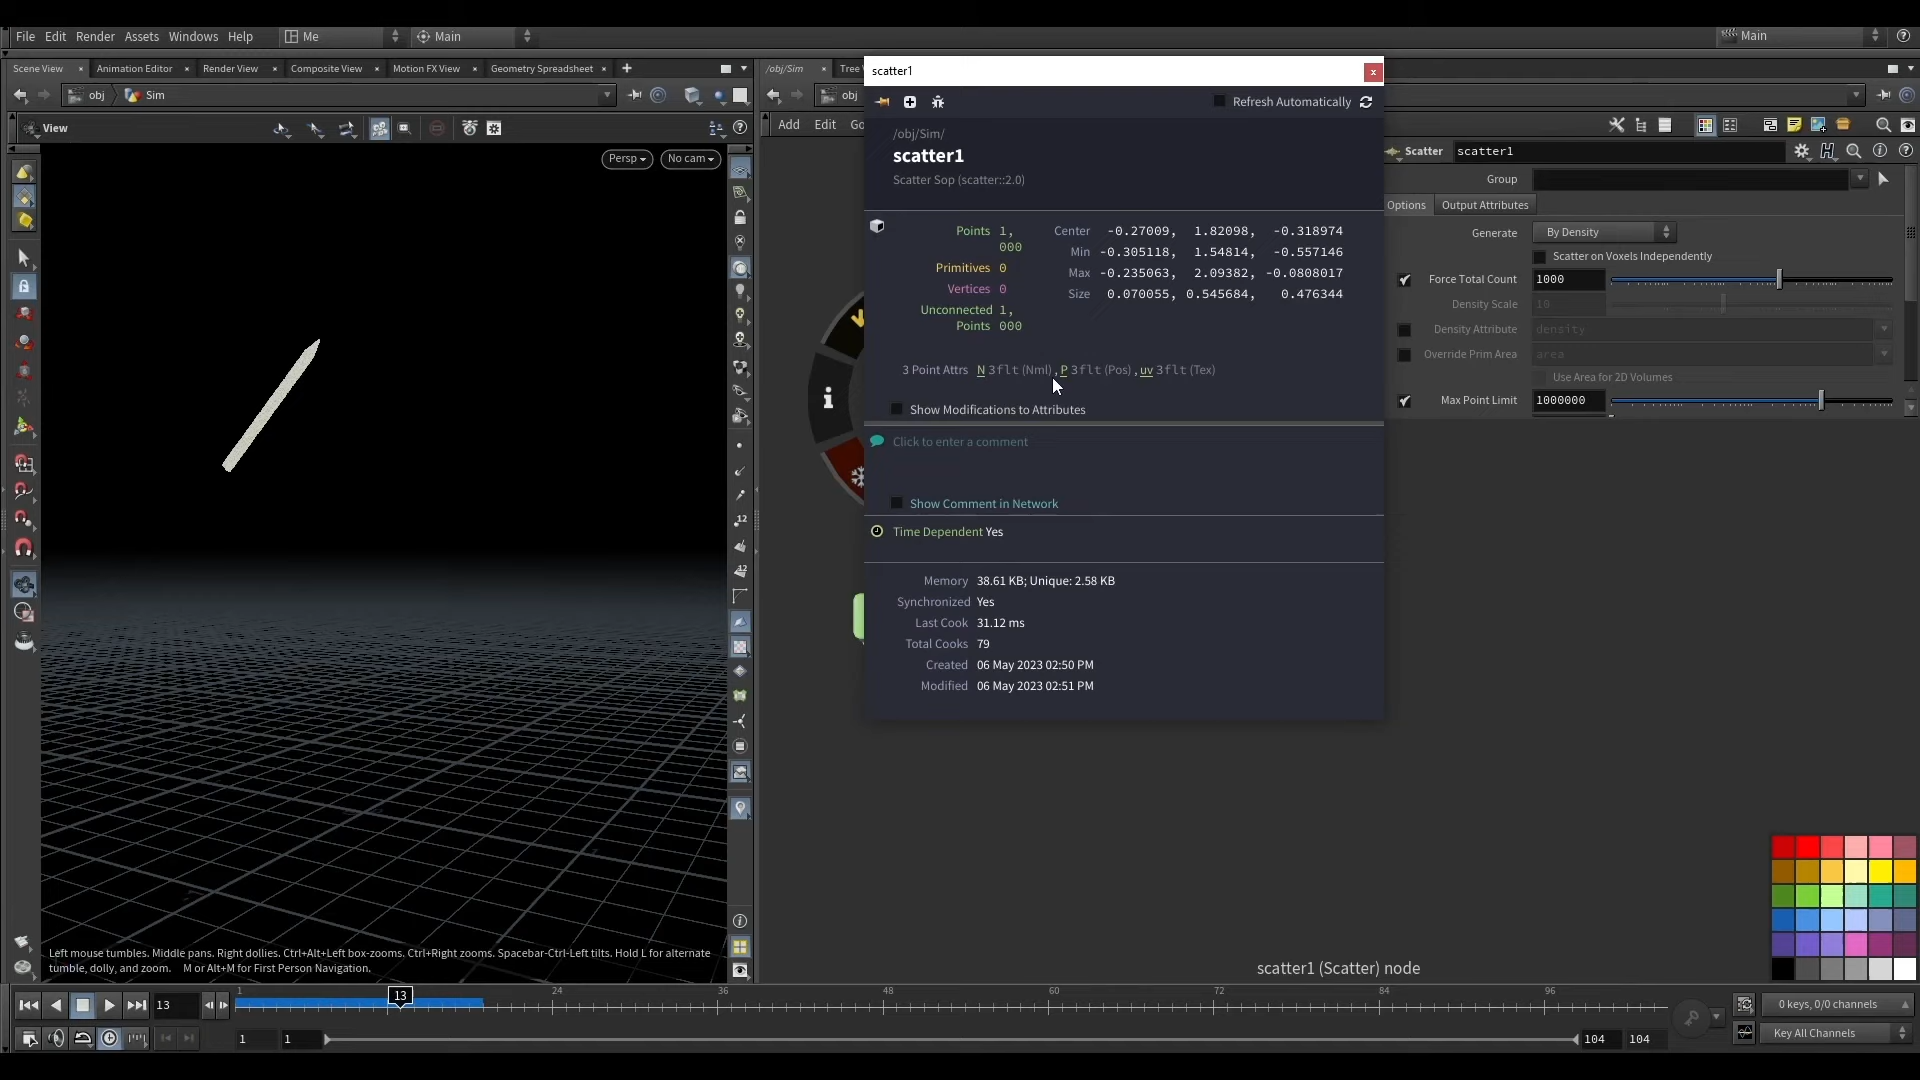 File Edit Render Assets Windows Help Me Main Main
Scene View Animation Editor Render View Composite View Motion FX View Geometry Spreadsheet
obj Sim
View
Persp No cam
12
12
Left mouse tumbles. Middle pans. Right dollies. Ctrl+Alt+Left box-zooms. Ctrl+Right zooms. Spacebar-Ctrl-Left tilts. Hold L for alternate
tumble, dolly, and zoom. M or Alt+M for First Person Navigation.
/obj/Sim Tree
obj
Add Edit Go
scatter1
Refresh Automatically
/obj/Sim/
scatter1
Scatter Sop (scatter::2.0)
Points 1,
000
Primitives 0
Vertices 0
Unconnected 1,
Points 000
Center -0.27009, 1.82098, -0.318974
Min -0.305118, 1.54814, -0.557146
Max -0.235063, 2.09382, -0.0808017
Size 0.070055, 0.545684, 0.476344
3 Point Attrs N 3flt (Nml), P 3flt (Pos), uv 3flt (Tex)
Show Modifications to Attributes
Click to enter a comment
Show Comment in Network
Time Dependent Yes
Memory 38.61 KB; Unique: 2.58 KB
Synchronized Yes
Last Cook 31.12 ms
Total Cooks 79
Created 06 May 2023 02:50 PM
Modified 06 May 2023 02:51 PM
Scatter scatter1
Group
Options Output Attributes
Generate By Density
Scatter on Voxels Independently
Force Total Count 1000
Density Scale 10
Density Attribute density
Override Prim Area area
Use Area for 2D Volumes
Max Point Limit 1000000
scatter1 (Scatter) node
13 1 13 24 36 48 60 72 84 96
0 keys, 0/0 channels
1 1 104 104
Key All Channels